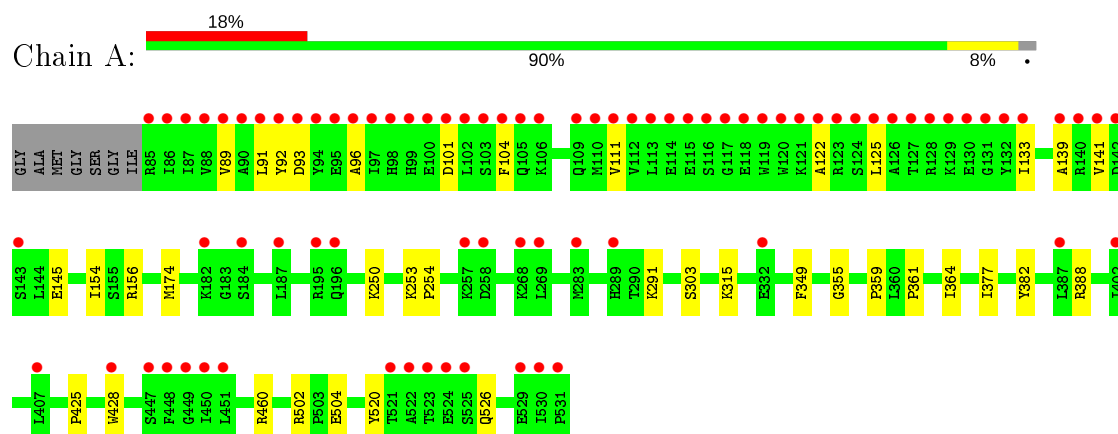 18%
Chain A:
90%
8%
GLY ALA MET GLY SER GLY ILE R85 I86 I87 V88 V89 A90 L91 Y92 D93 Y94 E95 A96 I97 H98 H99 E100 D101 L102 S103 F104 Q105 K106 Q109 M110 V111 V112 L113 E114 E115 S116 G117 E118 W119 W120 K121 A122 R123 S124 L125 A126 T127 R128 K129 E130 G131 Y132 I133 A139 R140 V141 D142
S143 L144 E145 I154 S155 R156 M174 K182 G183 S184 L187 R195 Q196 K250 K253 P254 K257 D258 K268 L269 M283 H289 T290 K291 S303 K315 E332 F349 G355 P359 L360 P361 I364 I377 Y382 L387 R388
L407 P425 W428 S447 F448 G449 I450 L451 R460 R502 P503 E504 Y520 T521 A522 T523 E524 S525 Q526 E529 I530 P531